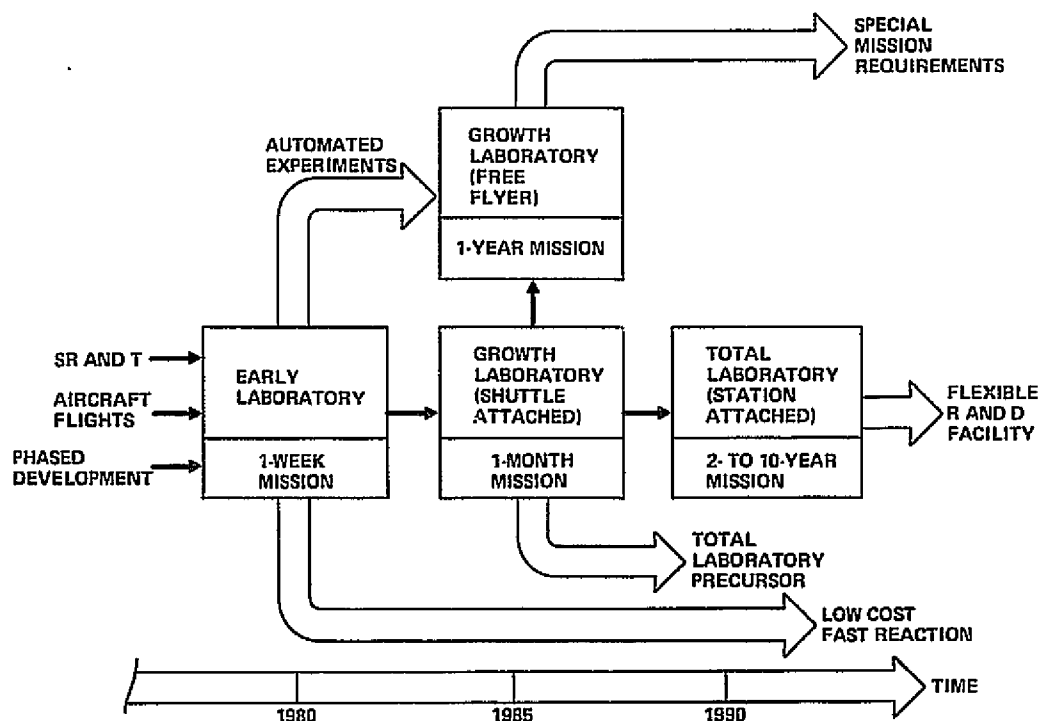 SPECIAL
MISSION
REQUIREMENTS
AUTOMATED
EXPERIMENTS
GROWTH
LABORATORY
(FREE
FLYER)
1-YEAR MISSION
SR AND T
AIRCRAFT
FLIGHTS
PHASED
DEVELOPMENT
EARLY
LABORATORY
1-WEEK
MISSION
GROWTH
LABORATORY
(SHUTTLE
ATTACHED)
1-MONTH
MISSION
TOTAL
LABORATORY
(STATION
ATTACHED)
2- TO 10-YEAR
MISSION
FLEXIBLE
R AND D
FACILITY
TOTAL
LABORATORY
PRECURSOR
LOW COST
FAST REACTION
TIME
1980
1985
1990